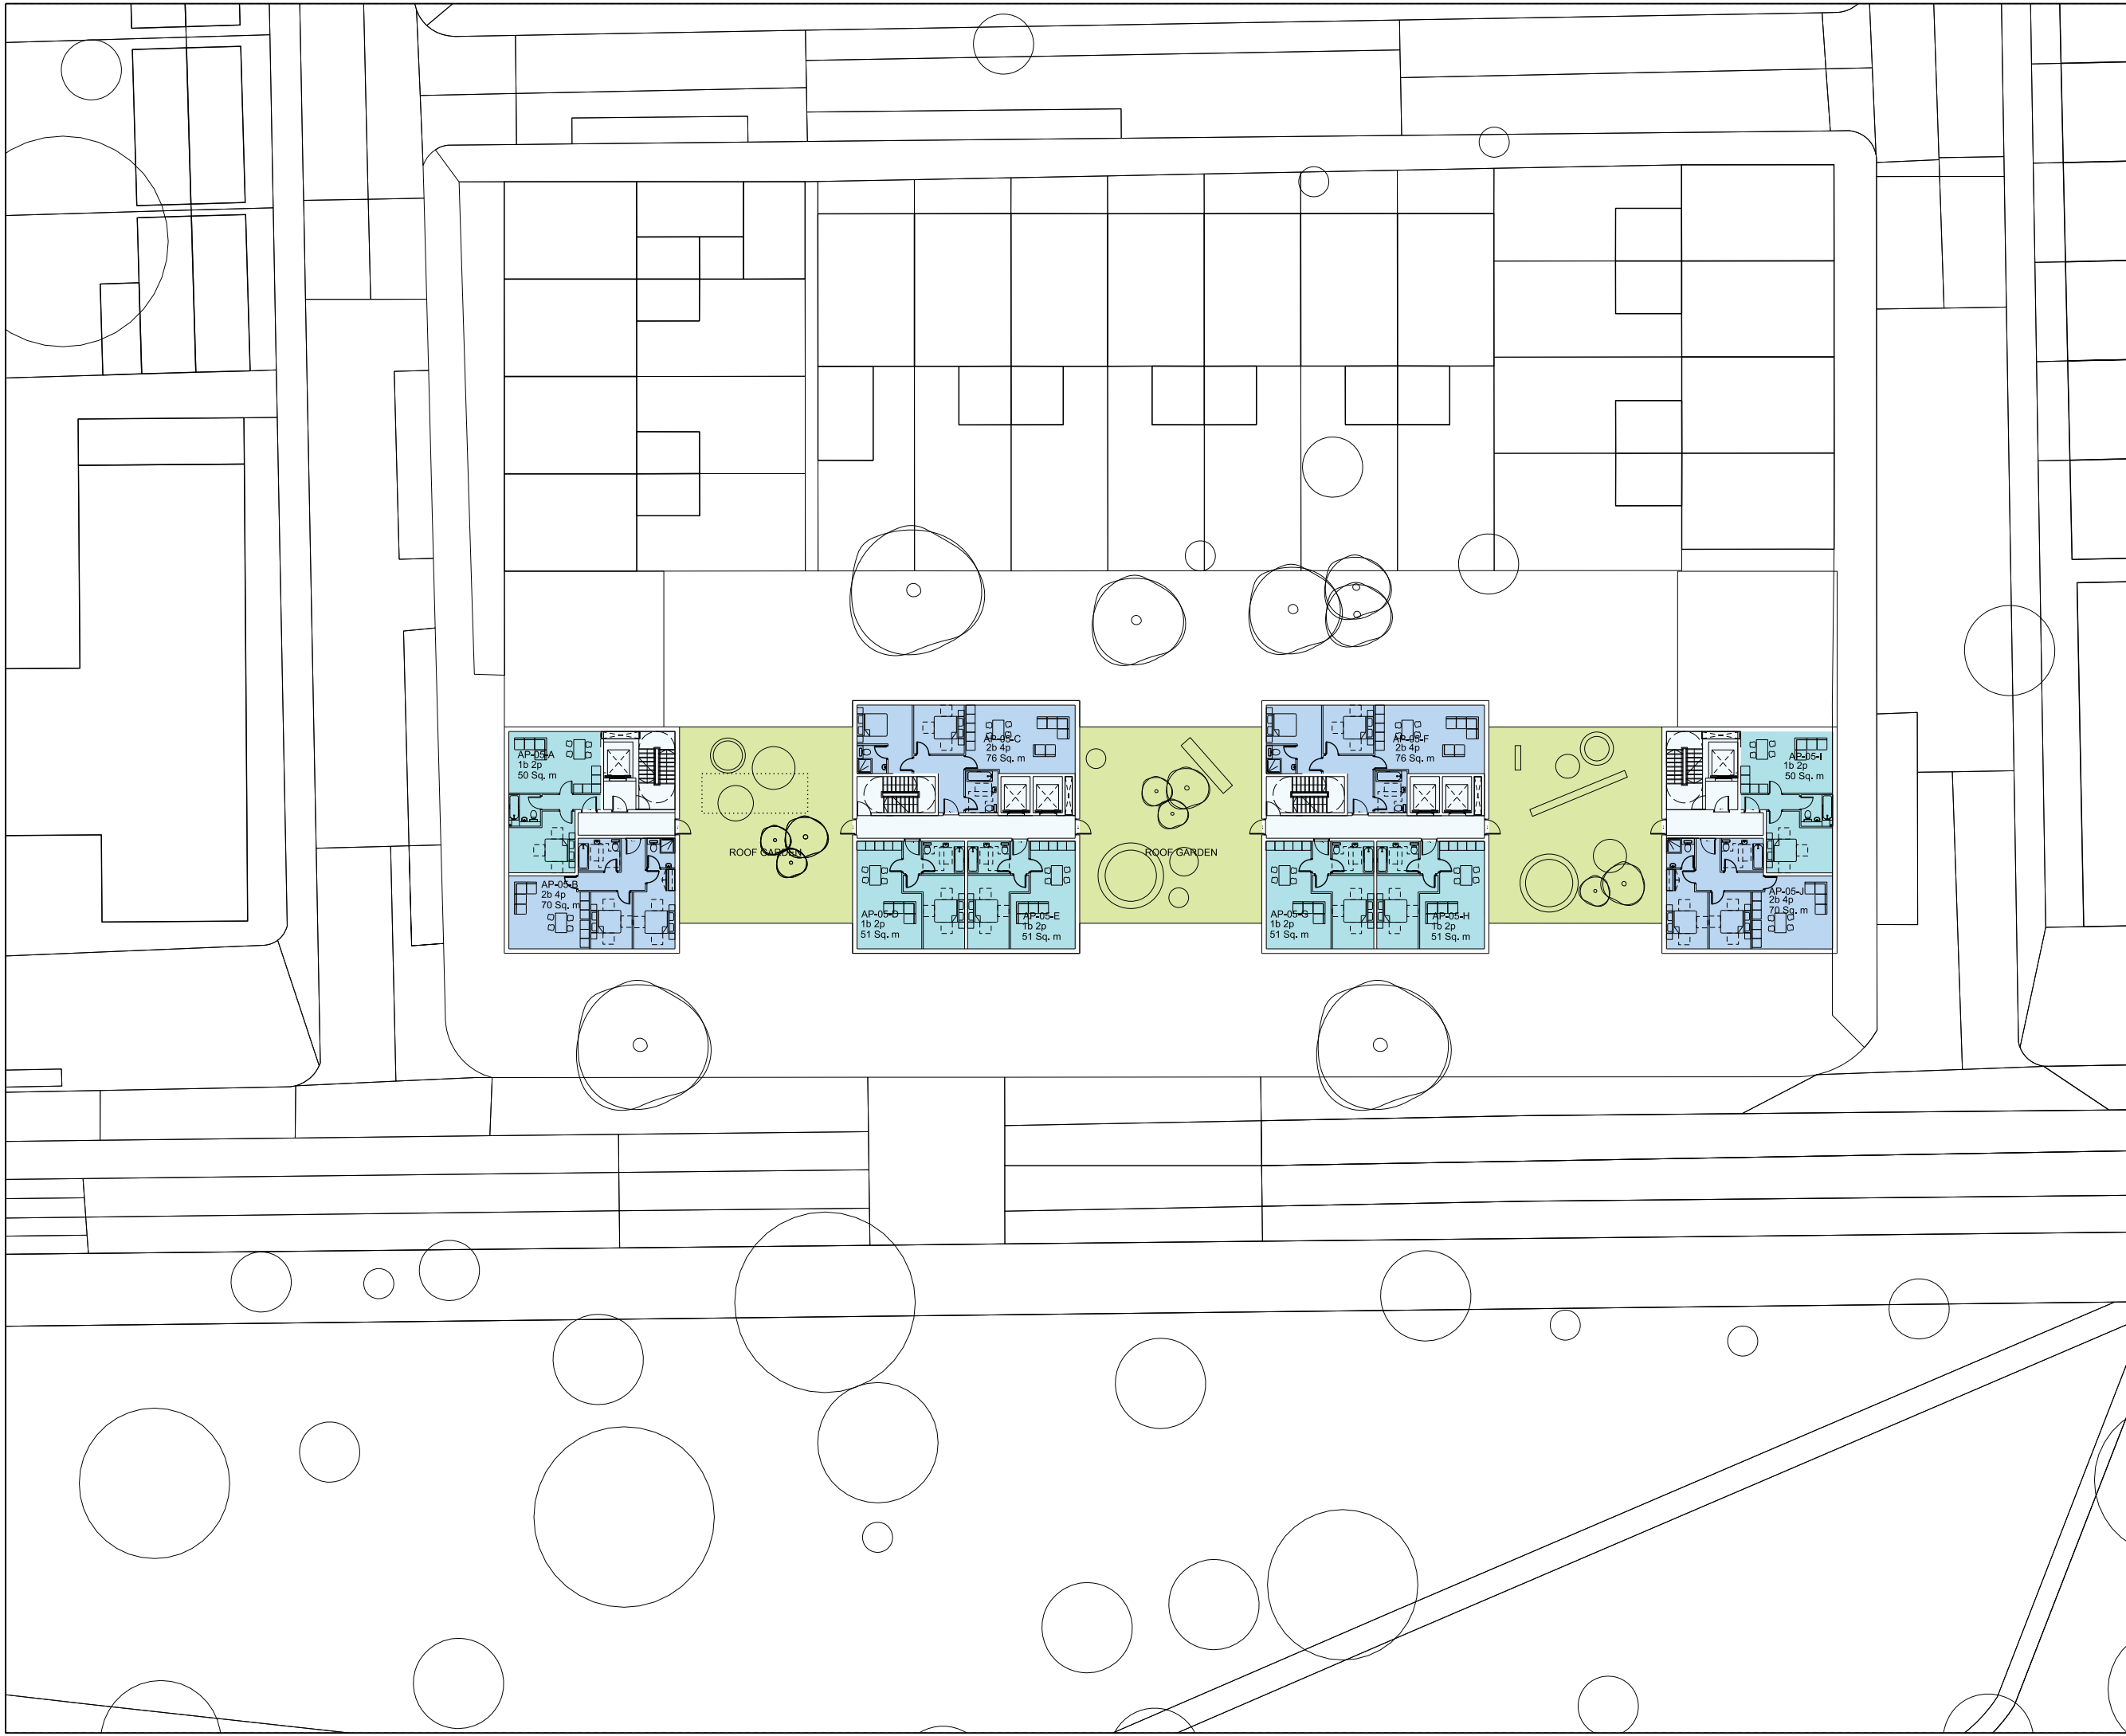 AP-05-A
1b 2p
50 Sq. m
AP-05-B
2b 4p
70 Sq. m
ROOF GARDEN
AP-05-C
2b 4p
76 Sq. m
AP-05-D
1b 2p
51 Sq. m
AP-05-E
1b 2p
51 Sq. m
ROOF GARDEN
AP-05-F
2b 4p
76 Sq. m
AP-05-G
1b 2p
51 Sq. m
AP-05-H
1b 2p
51 Sq. m
AP-05-I
1b 2p
50 Sq. m
AP-05-J
2b 4p
70 Sq. m